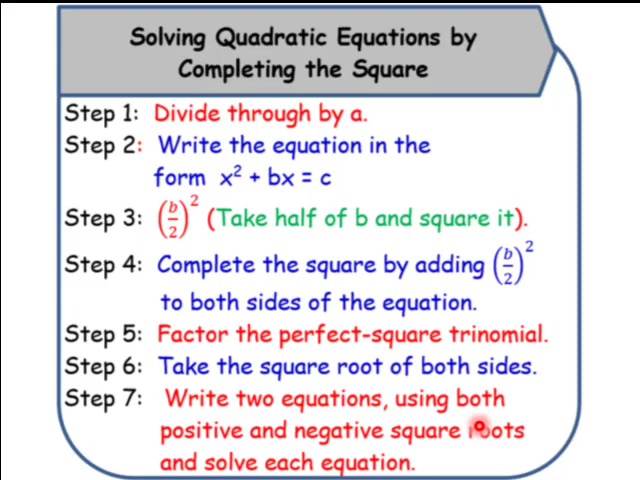 Solving Quadratic Equations by
Completing the Square
Step 1: Divide through by a.
Step 2: Write the equation in the
form x² + bx = c
Step 3: (b/2)² (Take half of b and square it).
Step 4: Complete the square by adding (b/2)²
to both sides of the equation.
Step 5: Factor the perfect-square trinomial.
Step 6: Take the square root of both sides.
Step 7: Write two equations, using both
positive and negative square roots
and solve each equation.